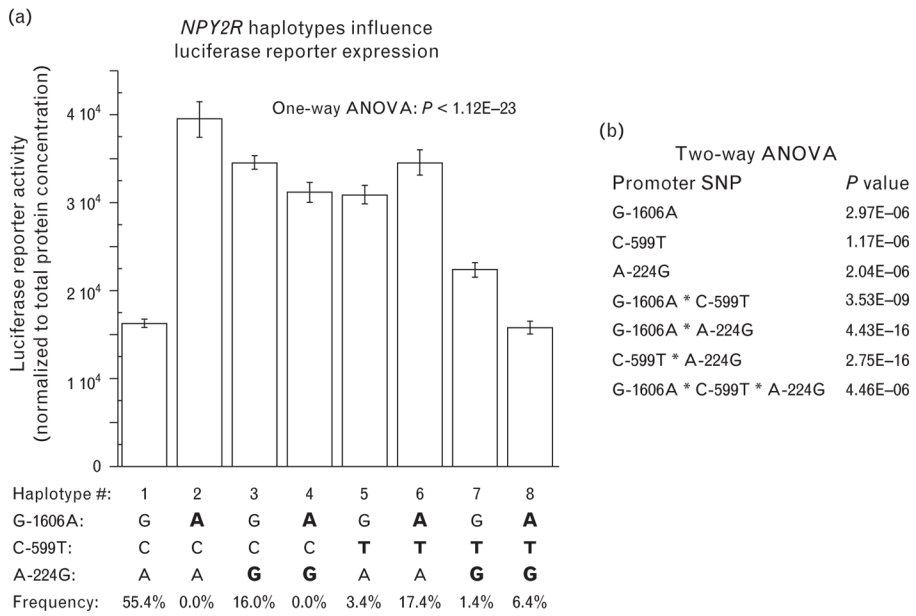 (a)
NPY2R haplotypes influence
luciferase reporter expression
One-way ANOVA: P < 1.12E–23
Luciferase reporter activity
(normalized to total protein concentration)
4 10⁴
3 10⁴
2 10⁴
1 10⁴
0
Haplotype #: 1 2 3 4 5 6 7 8
G-1606A: G A G A G A G A
C-599T: C C C C T T T T
A-224G: A A G G A A G G
Frequency: 55.4% 0.0% 16.0% 0.0% 3.4% 17.4% 1.4% 6.4%
(b)
Two-way ANOVA
Promoter SNP P value
G-1606A 2.97E–06
C-599T 1.17E–06
A-224G 2.04E–06
G-1606A * C-599T 3.53E–09
G-1606A * A-224G 4.43E–16
C-599T * A-224G 2.75E–16
G-1606A * C-599T * A-224G 4.46E–06